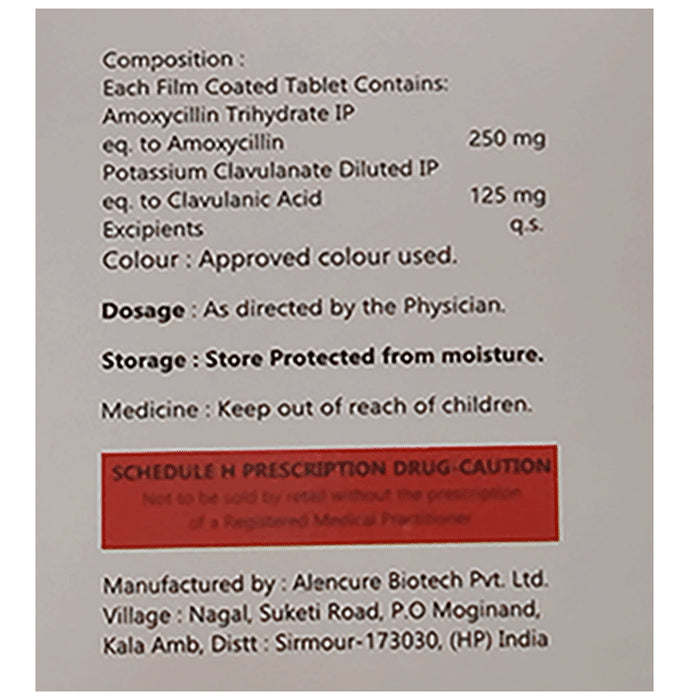 Composition :
Each Film Coated Tablet Contains:
Amoxycillin Trihydrate IP
eq. to Amoxycillin 250 mg
Potassium Clavulanate Diluted IP
eq. to Clavulanic Acid 125 mg
Excipients q.s.
Colour : Approved colour used.
Dosage : As directed by the Physician.
Storage : Store Protected from moisture.
Medicine : Keep out of reach of children.
SCHEDULE H PRESCRIPTION DRUG-CAUTION
Not to be sold by retail without the prescription
of a Registered Medical Practitioner
Manufactured by : Alencure Biotech Pvt. Ltd.
Village : Nagal, Suketi Road, P.O Moginand,
Kala Amb, Distt : Sirmour-173030, (HP) India